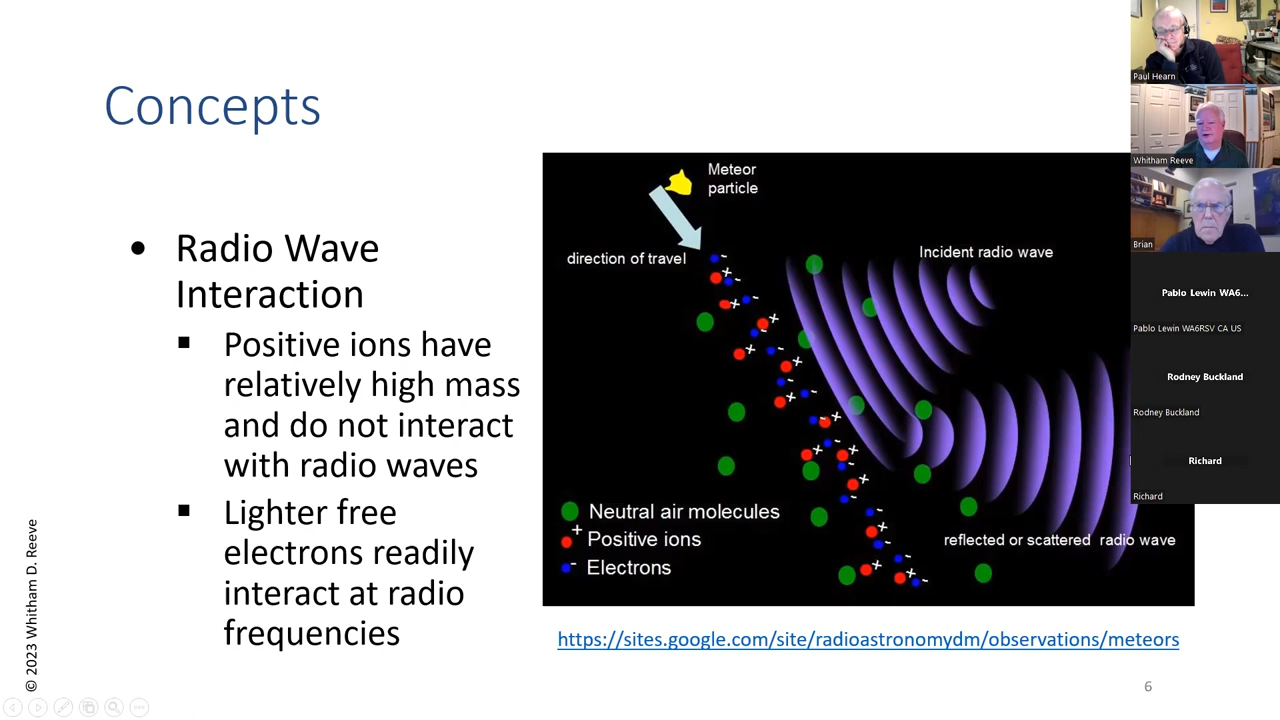 Concepts
• Radio Wave
Interaction
▪ Positive ions have
relatively high mass
and do not interact
with radio waves
▪ Lighter free
electrons readily
interact at radio
frequencies
Meteor
particle
direction of travel
Incident radio wave
Neutral air molecules
+ Positive ions
- Electrons
reflected or scattered radio wave
https://sites.google.com/site/radioastronomydm/observations/meteors
6
© 2023 Whitham D. Reeve
Paul Hearn
Whitham Reeve
Brian
Pablo Lewin WA6...
Pablo Lewin WA6RSV CA US
Rodney Buckland
Rodney Buckland
Richard
Richard